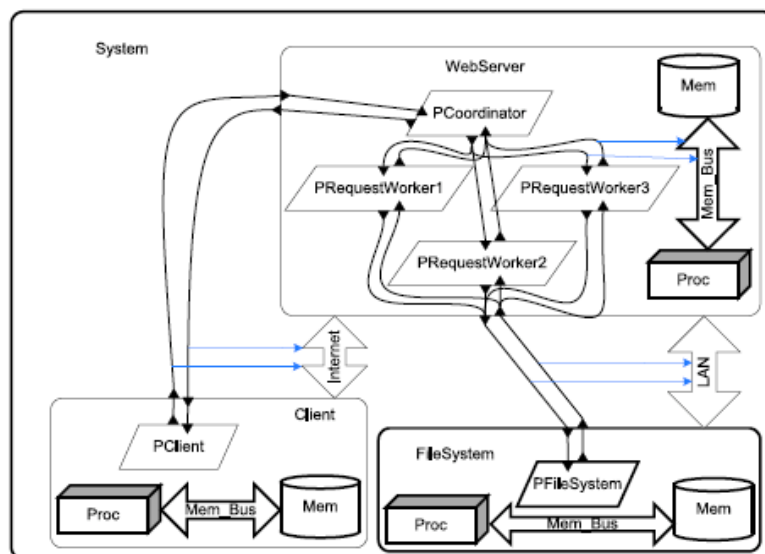 System
WebServer
Mem
PCoordinator
Mem_Bus
PRequestWorker1
PRequestWorker3
PRequestWorker2
Proc
Internet
LAN
Client
PClient
FileSystem
PFileSystem
Proc
Mem_Bus
Mem
Proc
Mem_Bus
Mem